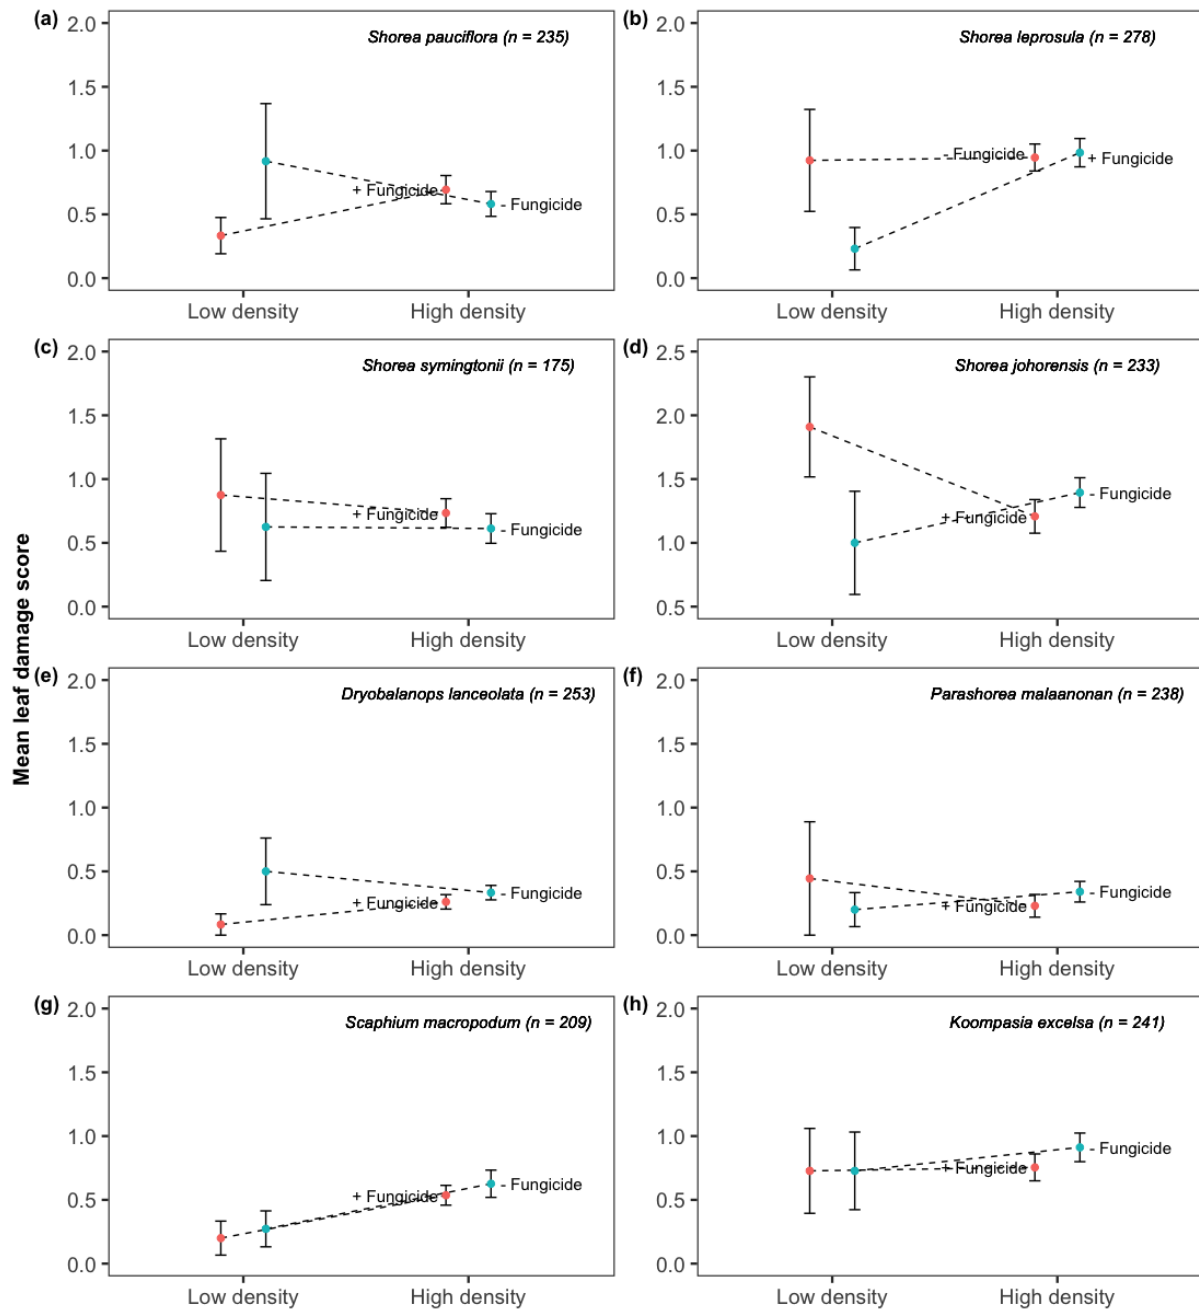 (a)
Shorea pauciflora (n = 235)
2.0
1.5
1.0
0.5
0.0
+ Fungicide
- Fungicide
Low density
High density
(b)
Shorea leprosula (n = 278)
2.0
1.5
1.0
0.5
0.0
- Fungicide
+ Fungicide
Low density
High density
(c)
Shorea symingtonii (n = 175)
2.0
1.5
1.0
0.5
0.0
+ Fungicide
- Fungicide
Low density
High density
(d)
Shorea johorensis (n = 233)
2.5
2.0
1.5
1.0
0.5
+ Fungicide
- Fungicide
Low density
High density
Mean leaf damage score
(e)
Dryobalanops lanceolata (n = 253)
2.0
1.5
1.0
0.5
0.0
+ Fungicide
- Fungicide
Low density
High density
(f)
Parashorea malaanonan (n = 238)
2.0
1.5
1.0
0.5
0.0
+ Fungicide
- Fungicide
Low density
High density
(g)
Scaphium macropodum (n = 209)
2.0
1.5
1.0
0.5
0.0
+ Fungicide
- Fungicide
Low density
High density
(h)
Koompasia excelsa (n = 241)
2.0
1.5
1.0
0.5
0.0
+ Fungicide
- Fungicide
Low density
High density